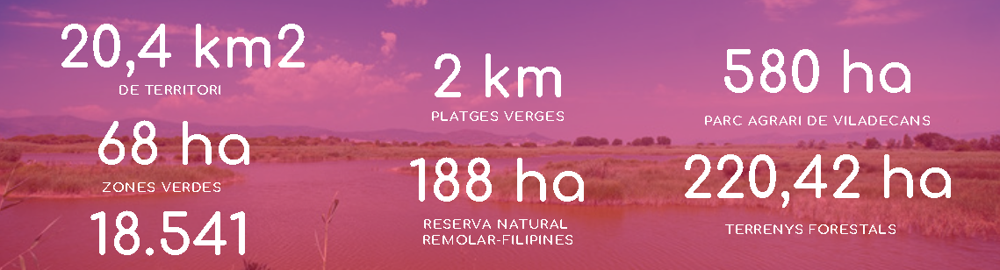 20,4 km2
DE TERRITORI
68 ha
ZONES VERDES
18.541
2 km
PLATGES VERGES
188 ha
RESERVA NATURAL
REMOLAR-FILIPINES
580 ha
PARC AGRARI DE VILADECANS
220,42 ha
TERRENYS FORESTALS